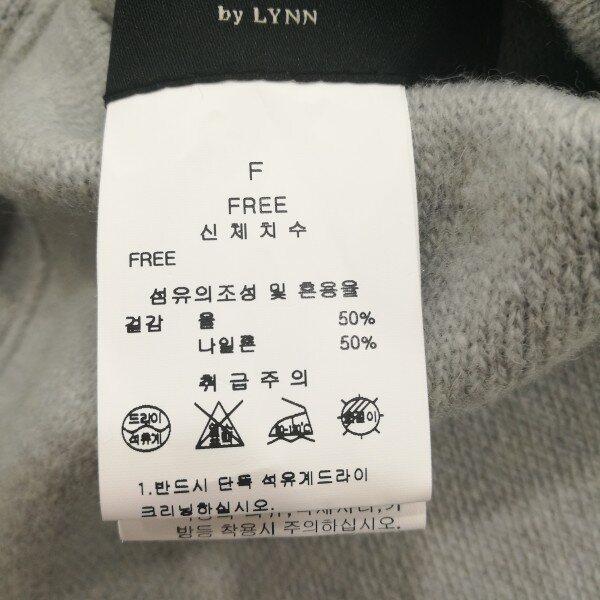 by LYNN
F
FREE
신체치수
FREE
섬유의조성 및 혼용율
겉감 울 50%
나일론 50%
취급주의
드라이
석유계
1.반드시 단독 석유계드라이
크리닝하십시오.
방등 착용시 주의하십시오.